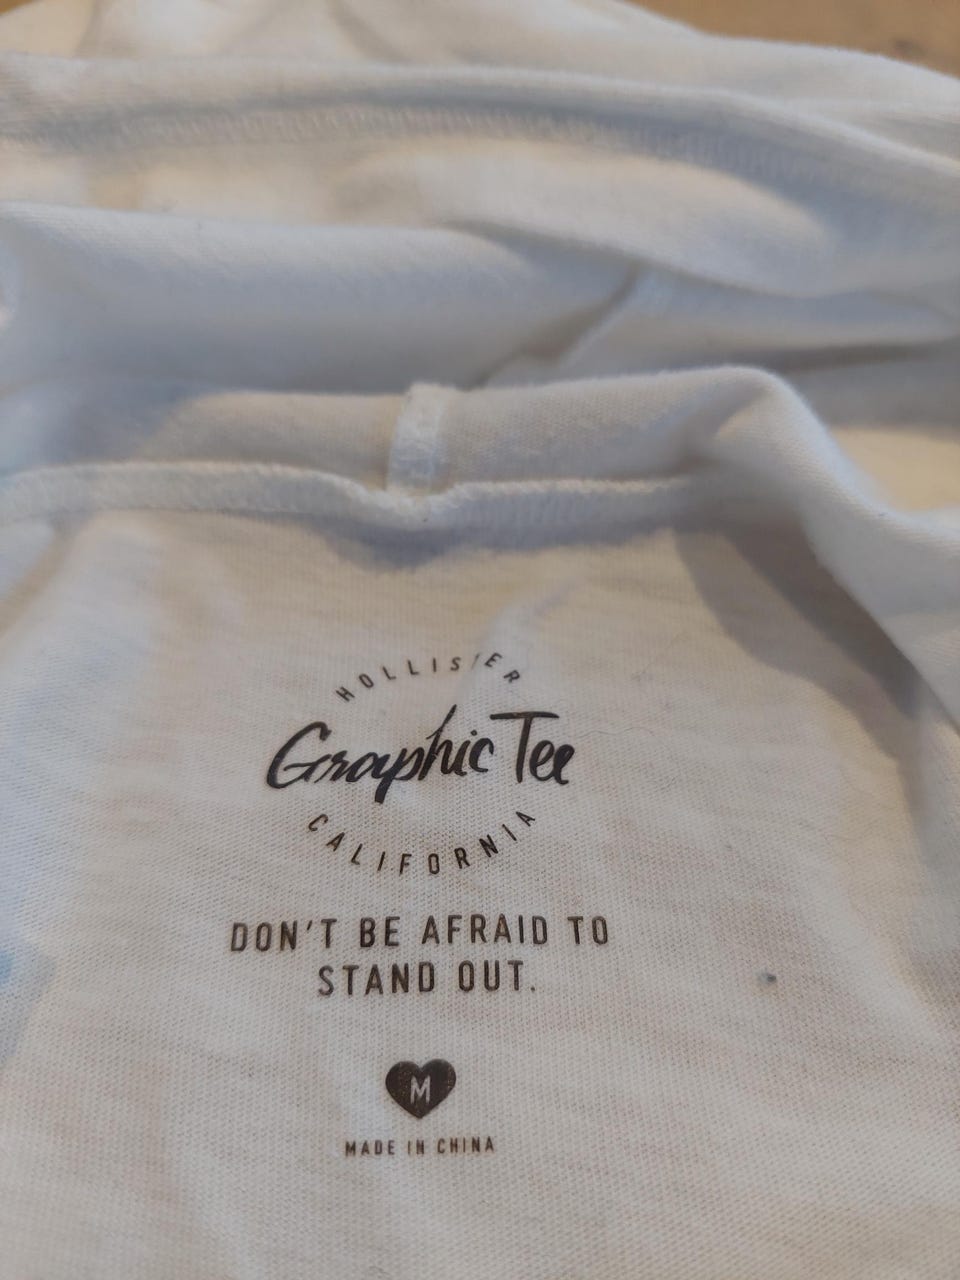 HOLLISTER
Graphic Tee
CALIFORNIA
DON'T BE AFRAID TO
STAND OUT.
M
MADE IN CHINA